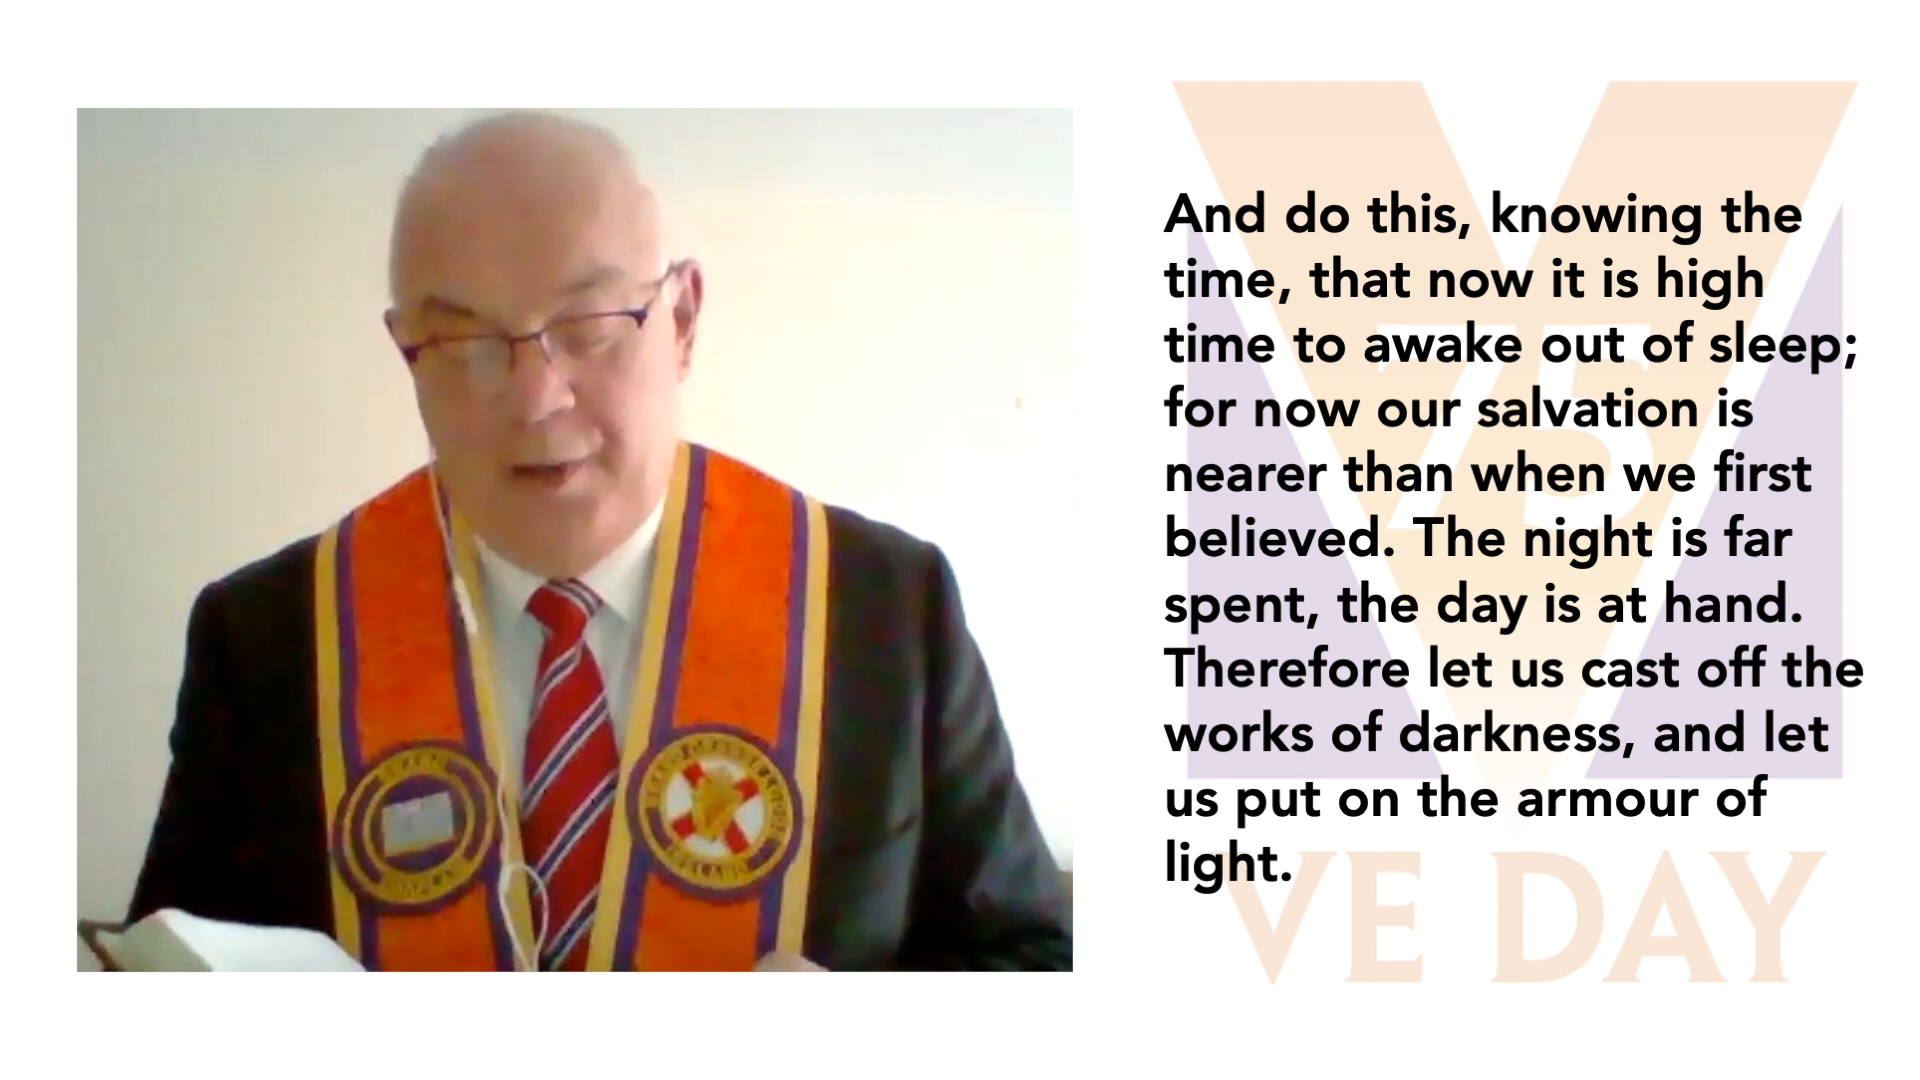 And do this, knowing the
time, that now it is high
time to awake out of sleep;
for now our salvation is
nearer than when we first
believed. The night is far
spent, the day is at hand.
Therefore let us cast off the
works of darkness, and let
us put on the armour of
light.
75
VE DAY